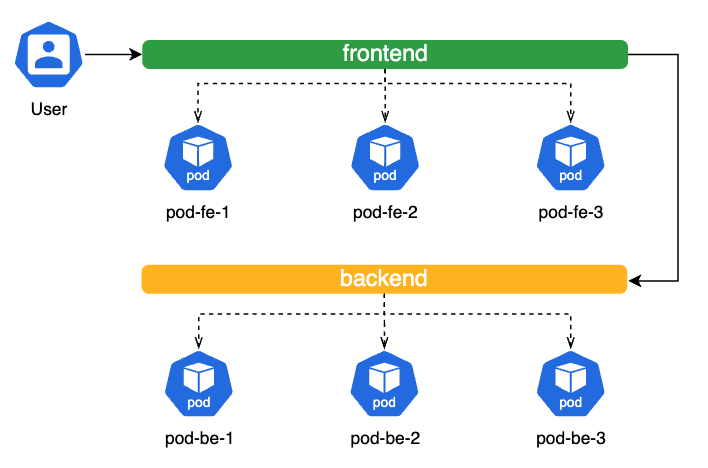 frontend
User
pod
pod
pod
pod-fe-1
pod-fe-2
pod-fe-3
backend
pod
pod
pod
pod-be-1
pod-be-2
pod-be-3